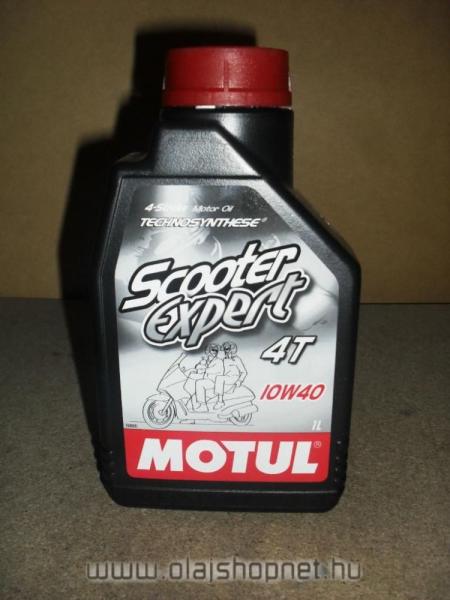 4-Stroke Motor Oil
TECHNOSYNTHESE®
Scooter
expert
4T
10W40
1L
MOTUL®
www.olajshopnet.hu